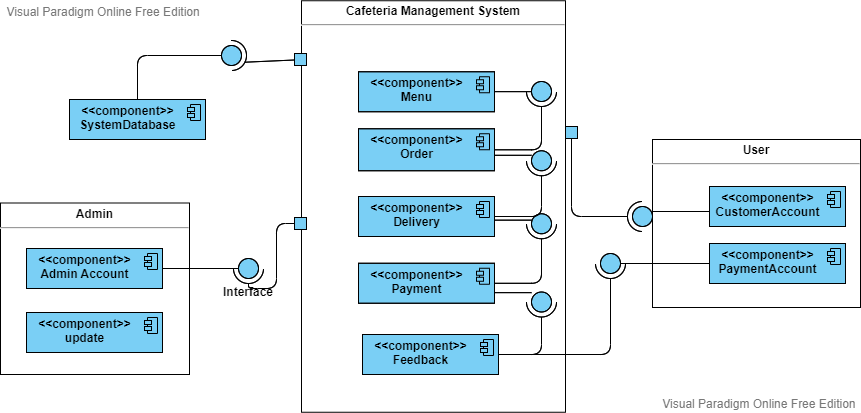 Visual Paradigm Online Free Edition
Cafeteria Management System
<<component>>
SystemDatabase
<<component>>
Menu
<<component>>
Order
<<component>>
Delivery
<<component>>
Payment
<<component>>
Feedback
User
<<component>>
CustomerAccount
<<component>>
PaymentAccount
Admin
<<component>>
Admin Account
<<component>>
update
Interface
Visual Paradigm Online Free Edition